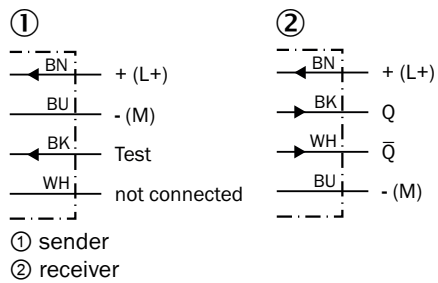 ①
BN + (L+)
BU - (M)
BK Test
WH not connected
②
BN + (L+)
BK Q
WH Q̅
BU - (M)
① sender
② receiver